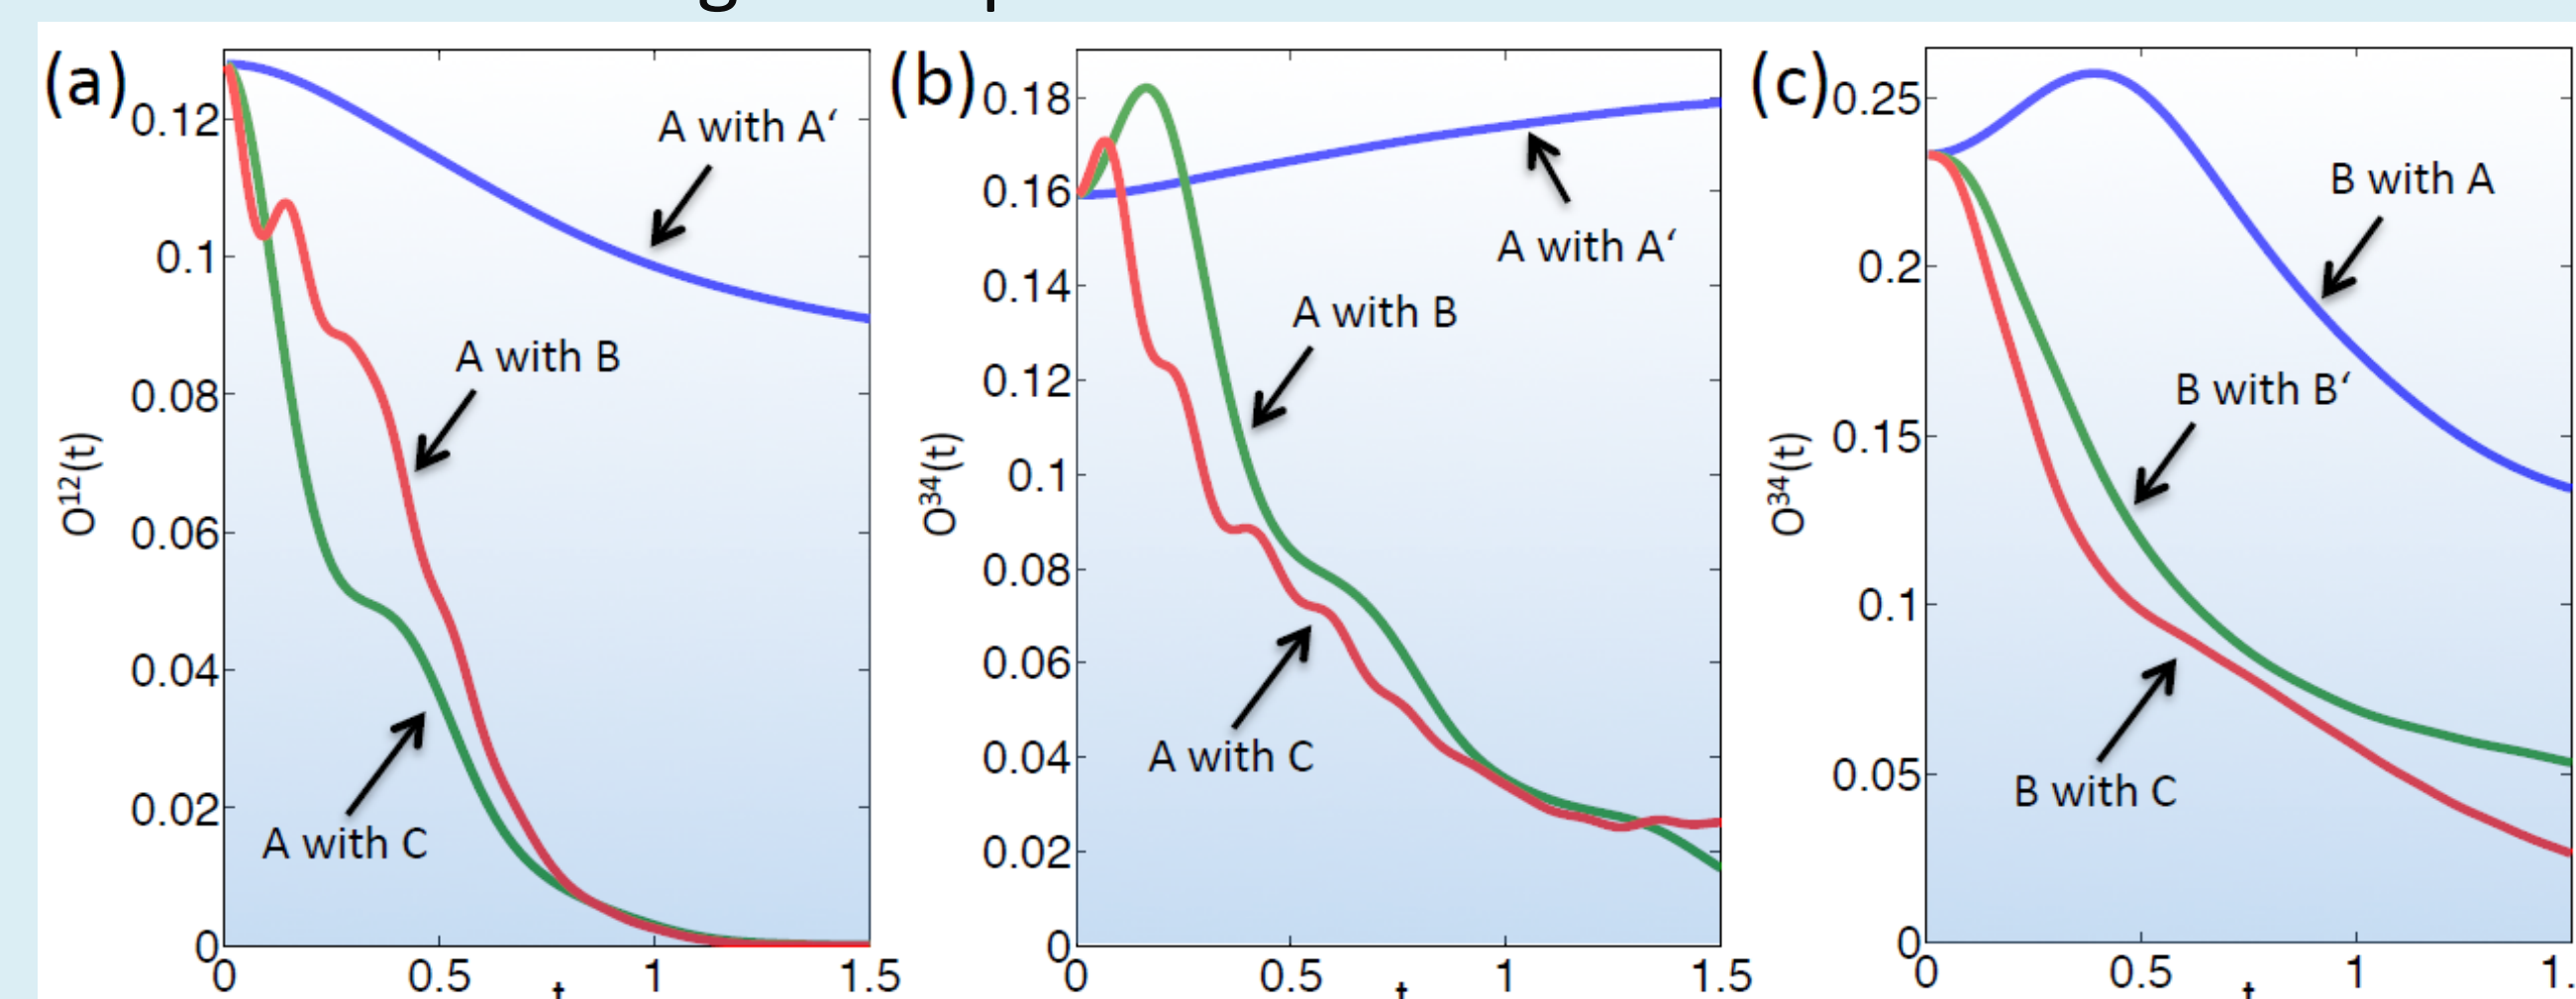 (a)
0.12
0.1
0.08
0.06
0.04
0.02
0
O¹²(t)
A with A‘
A with B
A with C
0 0.5 1 1.5
t
(b)
0.18
0.16
0.14
0.12
0.1
0.08
0.06
0.04
0.02
0
O³⁴(t)
A with A‘
A with B
A with C
0 0.5 1 1.5
t
(c)
0.25
0.2
0.15
0.1
0.05
0
O³⁴(t)
B with A
B with B‘
B with C
0 0.5 1 1.
t